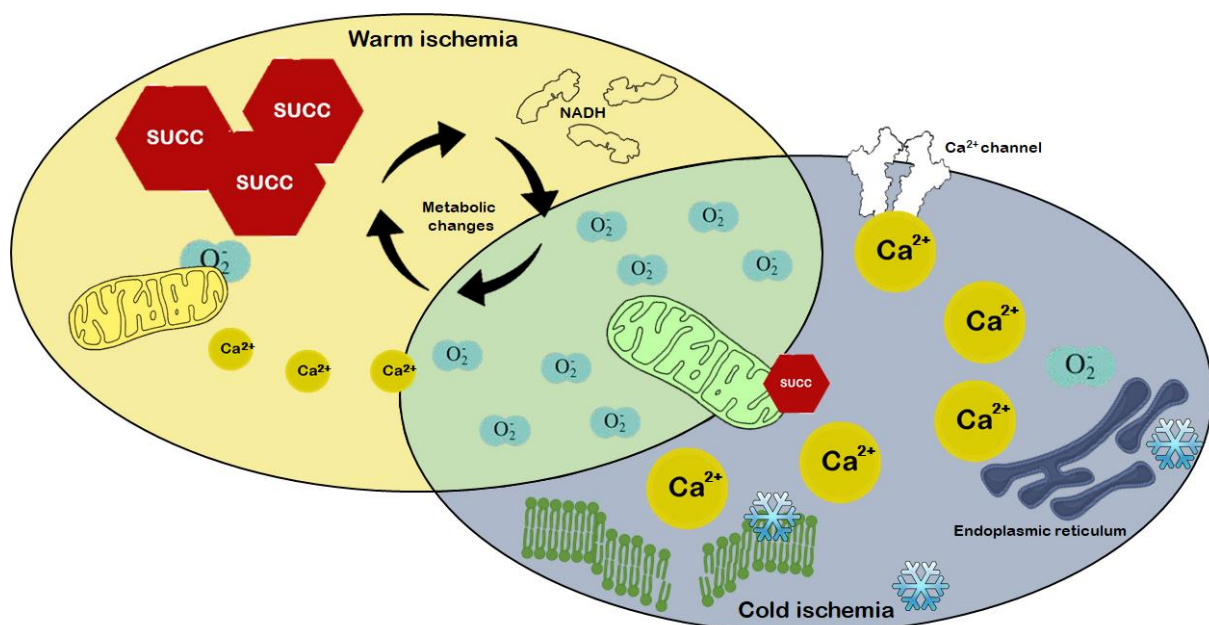 Warm ischemia
SUCC
SUCC
SUCC
NADH
Ca²⁺ channel
Metabolic
changes
O₂⁻
O₂⁻
O₂⁻
O₂⁻
O₂⁻
Ca²⁺
Ca²⁺
Ca²⁺
Ca²⁺
Ca²⁺
O₂⁻
O₂⁻
O₂⁻
SUCC
O₂⁻
O₂⁻
Ca²⁺
Ca²⁺
Ca²⁺
Endoplasmic reticulum
Cold ischemia